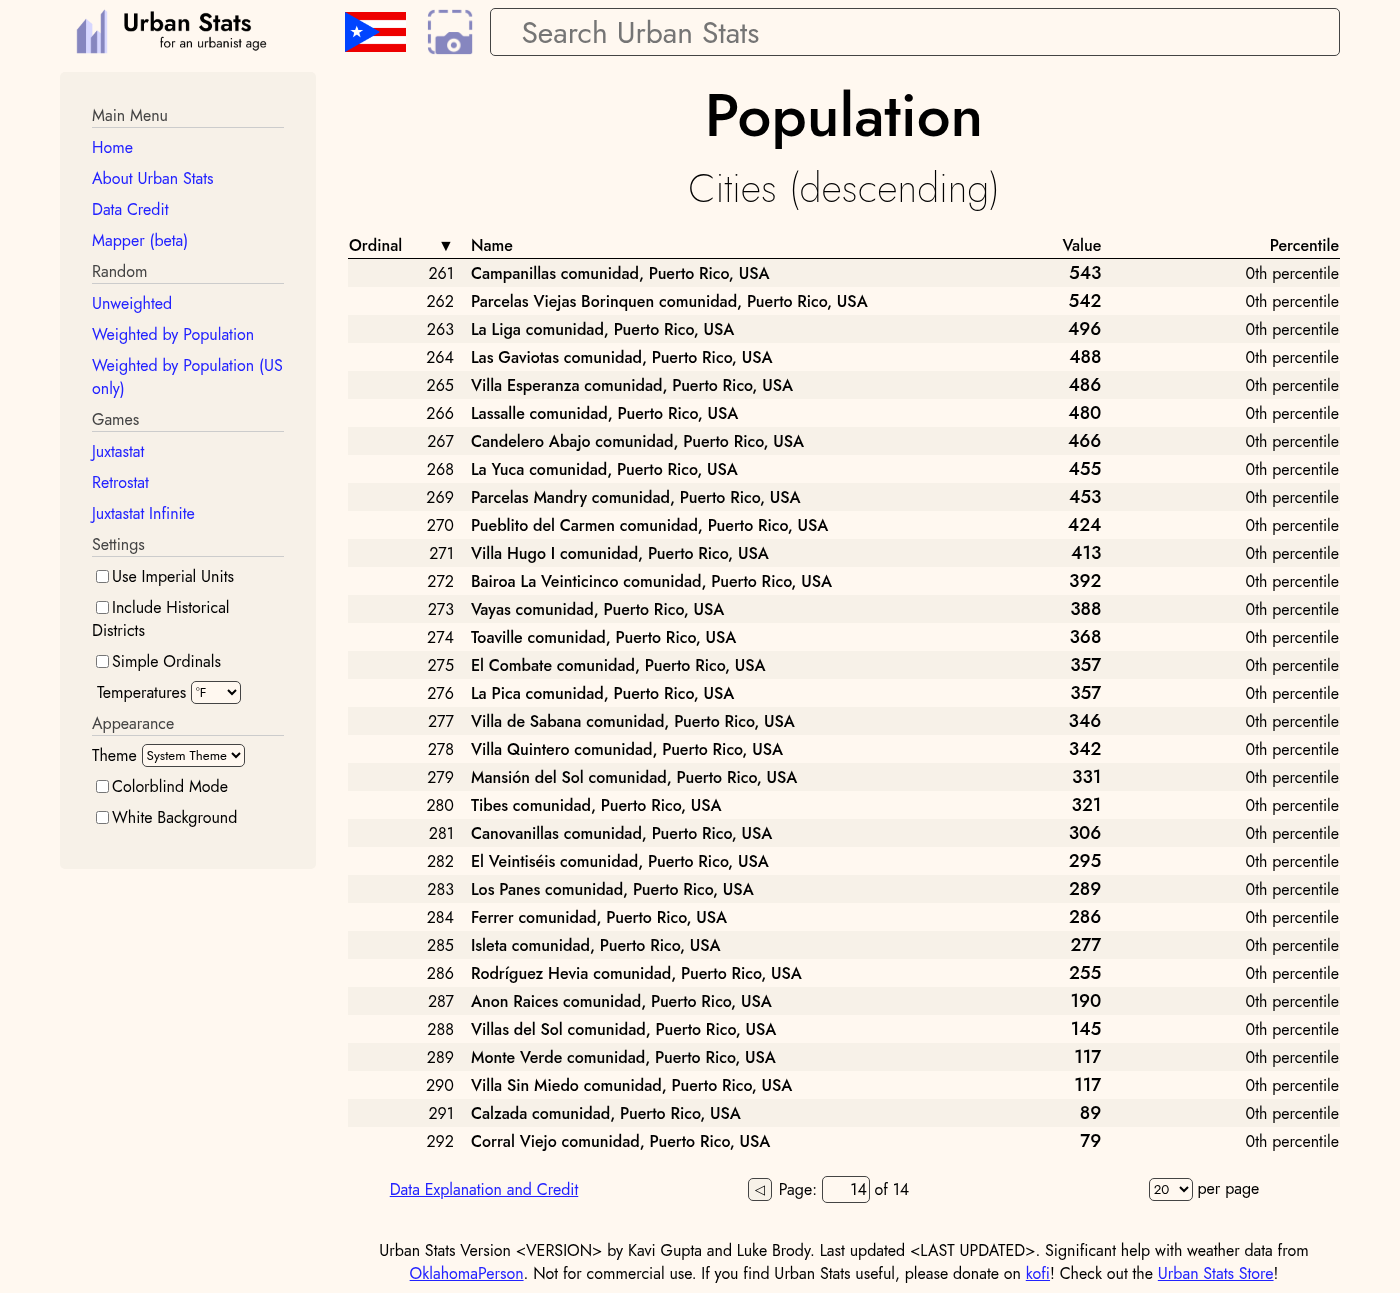 Urban Stats
for an urbanist age
Search Urban Stats
Main Menu
Home
About Urban Stats
Data Credit
Mapper (beta)
Random
Unweighted
Weighted by Population
Weighted by Population (US
only)
Games
Juxtastat
Retrostat
Juxtastat Infinite
Settings
Use Imperial Units
Include Historical
Districts
Simple Ordinals
Temperatures °F
Appearance
Theme System Theme
Colorblind Mode
White Background
Population
Cities (descending)
Ordinal ▼ Name Value Percentile
261 Campanillas comunidad, Puerto Rico, USA 543 0th percentile
262 Parcelas Viejas Borinquen comunidad, Puerto Rico, USA 542 0th percentile
263 La Liga comunidad, Puerto Rico, USA 496 0th percentile
264 Las Gaviotas comunidad, Puerto Rico, USA 488 0th percentile
265 Villa Esperanza comunidad, Puerto Rico, USA 486 0th percentile
266 Lassalle comunidad, Puerto Rico, USA 480 0th percentile
267 Candelero Abajo comunidad, Puerto Rico, USA 466 0th percentile
268 La Yuca comunidad, Puerto Rico, USA 455 0th percentile
269 Parcelas Mandry comunidad, Puerto Rico, USA 453 0th percentile
270 Pueblito del Carmen comunidad, Puerto Rico, USA 424 0th percentile
271 Villa Hugo I comunidad, Puerto Rico, USA 413 0th percentile
272 Bairoa La Veinticinco comunidad, Puerto Rico, USA 392 0th percentile
273 Vayas comunidad, Puerto Rico, USA 388 0th percentile
274 Toaville comunidad, Puerto Rico, USA 368 0th percentile
275 El Combate comunidad, Puerto Rico, USA 357 0th percentile
276 La Pica comunidad, Puerto Rico, USA 357 0th percentile
277 Villa de Sabana comunidad, Puerto Rico, USA 346 0th percentile
278 Villa Quintero comunidad, Puerto Rico, USA 342 0th percentile
279 Mansión del Sol comunidad, Puerto Rico, USA 331 0th percentile
280 Tibes comunidad, Puerto Rico, USA 321 0th percentile
281 Canovanillas comunidad, Puerto Rico, USA 306 0th percentile
282 El Veintiséis comunidad, Puerto Rico, USA 295 0th percentile
283 Los Panes comunidad, Puerto Rico, USA 289 0th percentile
284 Ferrer comunidad, Puerto Rico, USA 286 0th percentile
285 Isleta comunidad, Puerto Rico, USA 277 0th percentile
286 Rodríguez Hevia comunidad, Puerto Rico, USA 255 0th percentile
287 Anon Raices comunidad, Puerto Rico, USA 190 0th percentile
288 Villas del Sol comunidad, Puerto Rico, USA 145 0th percentile
289 Monte Verde comunidad, Puerto Rico, USA 117 0th percentile
290 Villa Sin Miedo comunidad, Puerto Rico, USA 117 0th percentile
291 Calzada comunidad, Puerto Rico, USA 89 0th percentile
292 Corral Viejo comunidad, Puerto Rico, USA 79 0th percentile
Data Explanation and Credit ◁ Page: 14 of 14 20 per page
Urban Stats Version <VERSION> by Kavi Gupta and Luke Brody. Last updated <LAST UPDATED>. Significant help with weather data from
OklahomaPerson. Not for commercial use. If you find Urban Stats useful, please donate on kofi! Check out the Urban Stats Store!